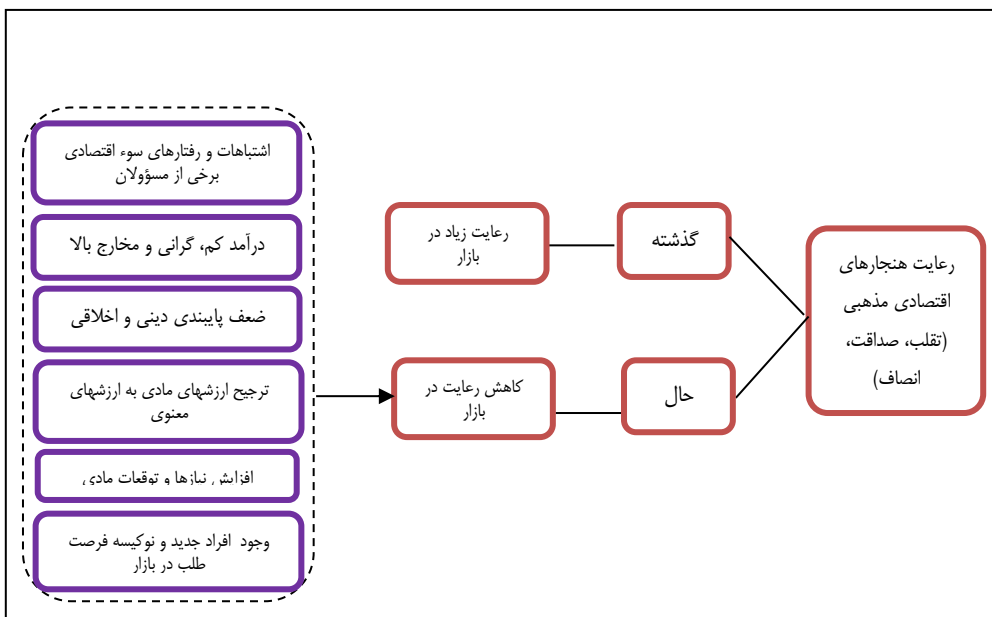 رعایت هنجارهای
اقتصادی مذهبی
(تقلب، صداقت،
انصاف)
گذشته
رعایت زیاد در
بازار
حال
کاهش رعایت در
بازار
اشتباهات و رفتارهای سوء اقتصادی
برخی از مسؤولان
درآمد کم، گرانی و مخارج بالا
ضعف پایبندی دینی و اخلاقی
ترجیح ارزشهای مادی به ارزشهای
معنوی
افزایش نیازها و توقعات مادی
وجود افراد جدید و نوکیسه فرصت
طلب در بازار